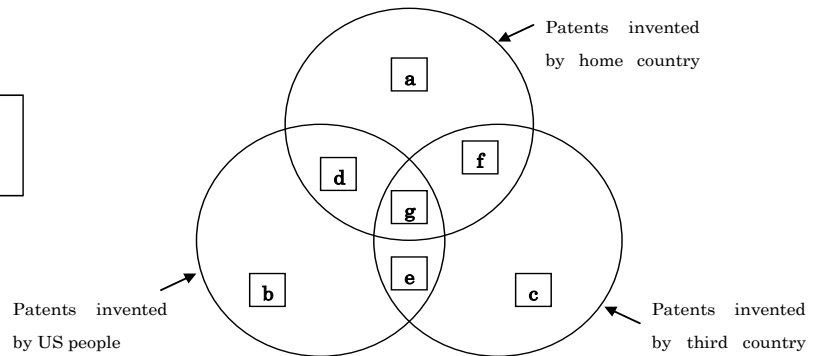 Patents invented
by home country
a
f
d
g
e
b
c
Patents invented
by US people
Patents invented
by third country